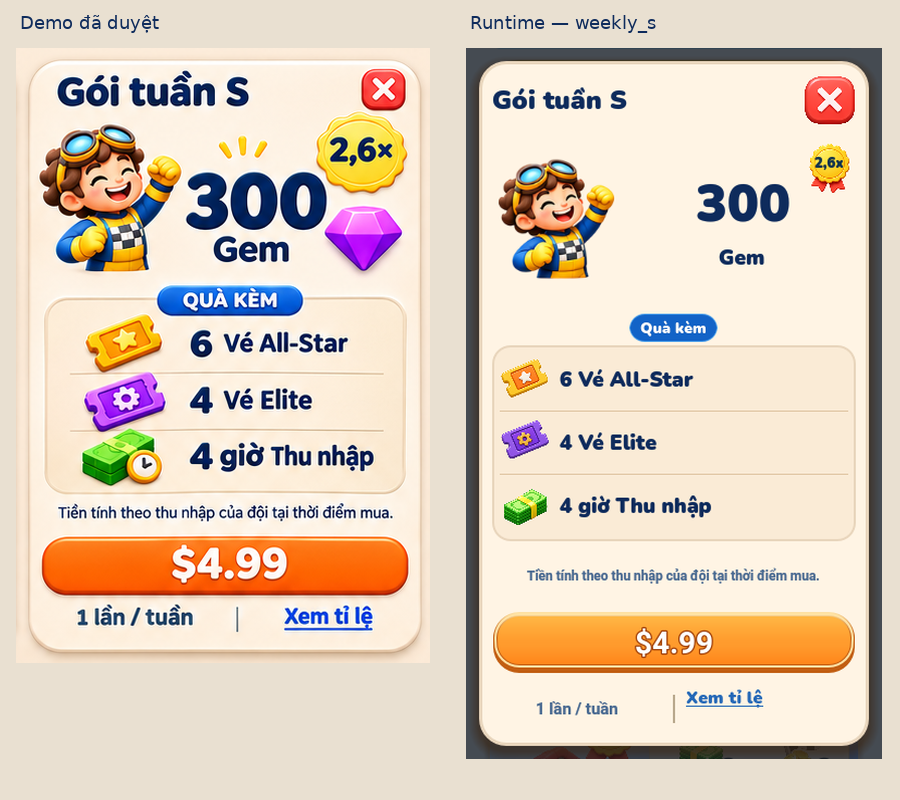 Demo đã duyệt
Gói tuần S
2,6×
300
Gem
QUÀ KÈM
6 Vé All-Star
4 Vé Elite
4 giờ Thu nhập
Tiền tính theo thu nhập của đội tại thời điểm mua.
$4.99
1 lần / tuần | Xem tỉ lệ
Runtime — weekly_s
Gói tuần S
2,6x
300
Gem
Quà kèm
6 Vé All-Star
4 Vé Elite
4 giờ Thu nhập
Tiền tính theo thu nhập của đội tại thời điểm mua.
$4.99
1 lần / tuần | Xem tỉ lệ